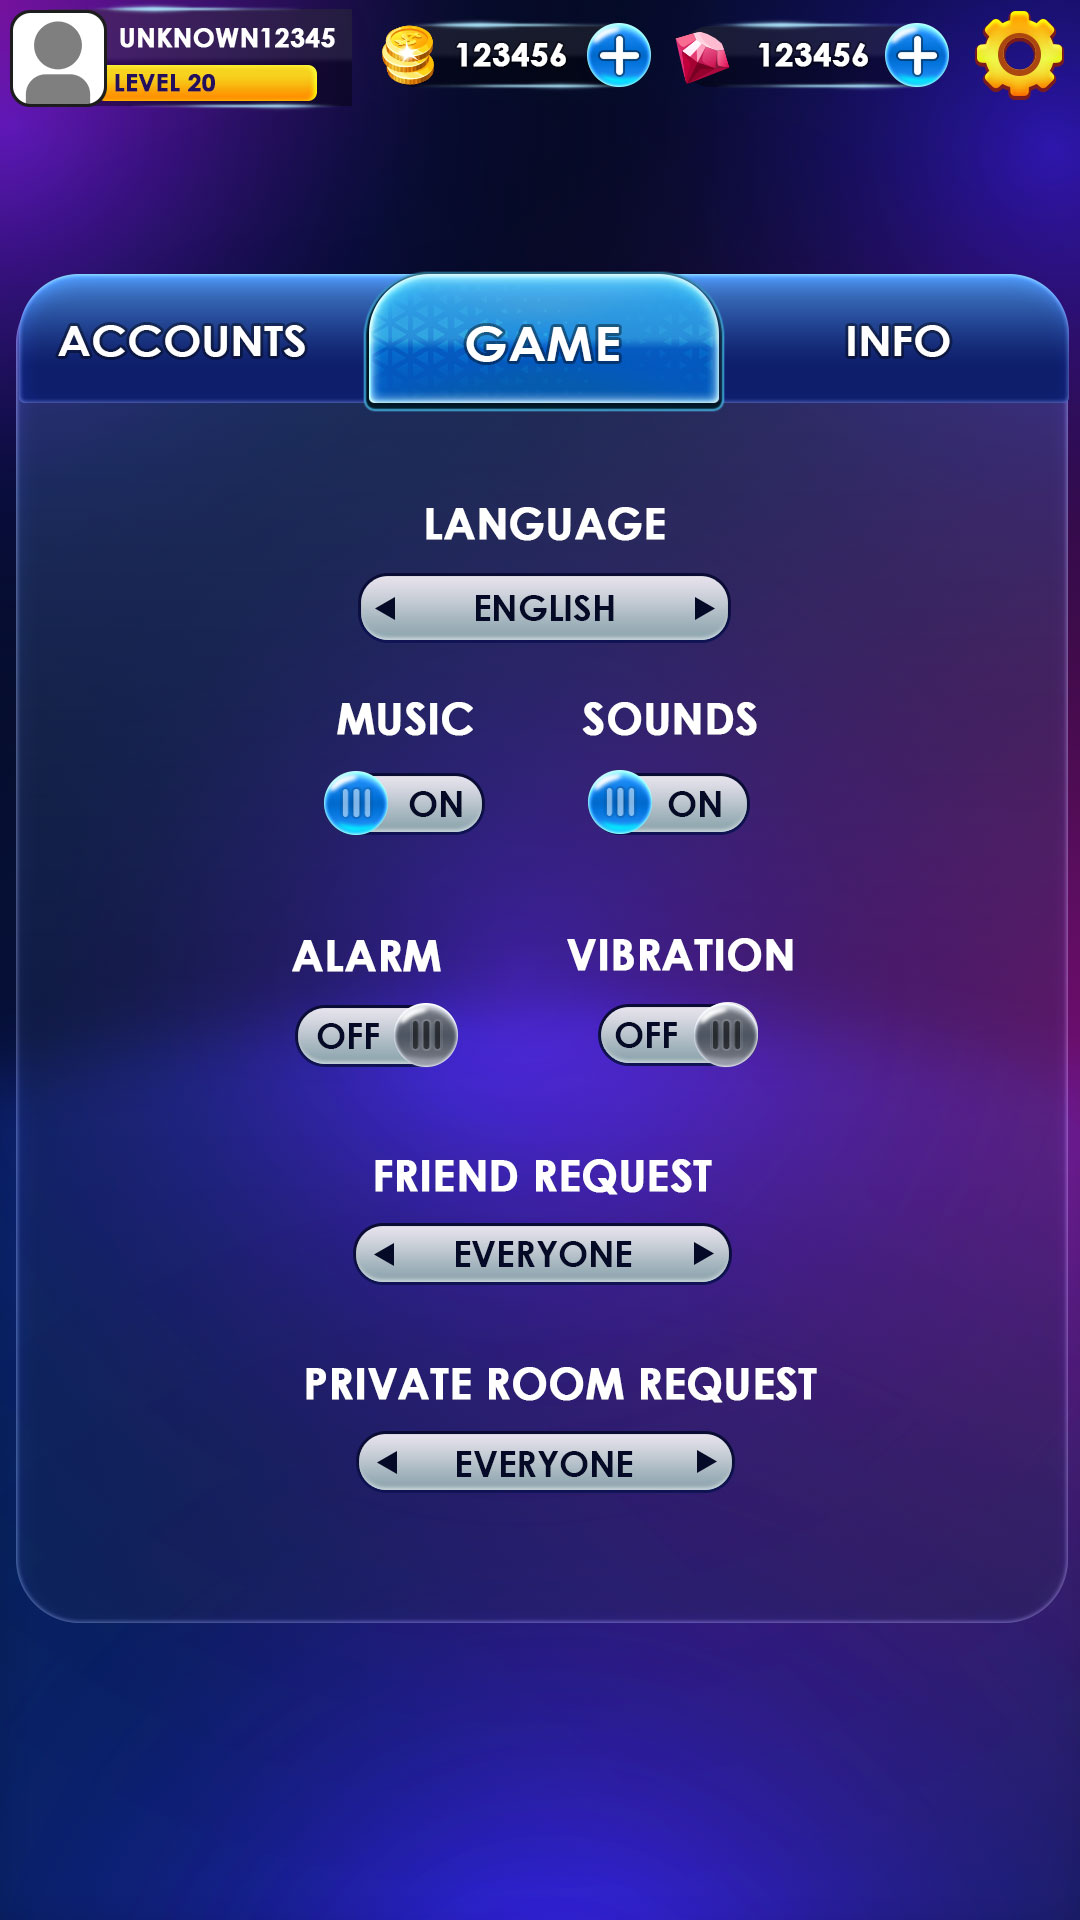 UNKNOWN12345
LEVEL 20
123456
123456
ACCOUNTS
GAME
INFO
LANGUAGE
ENGLISH
MUSIC
SOUNDS
ON
ON
ALARM
VIBRATION
OFF
OFF
FRIEND REQUEST
EVERYONE
PRIVATE ROOM REQUEST
EVERYONE